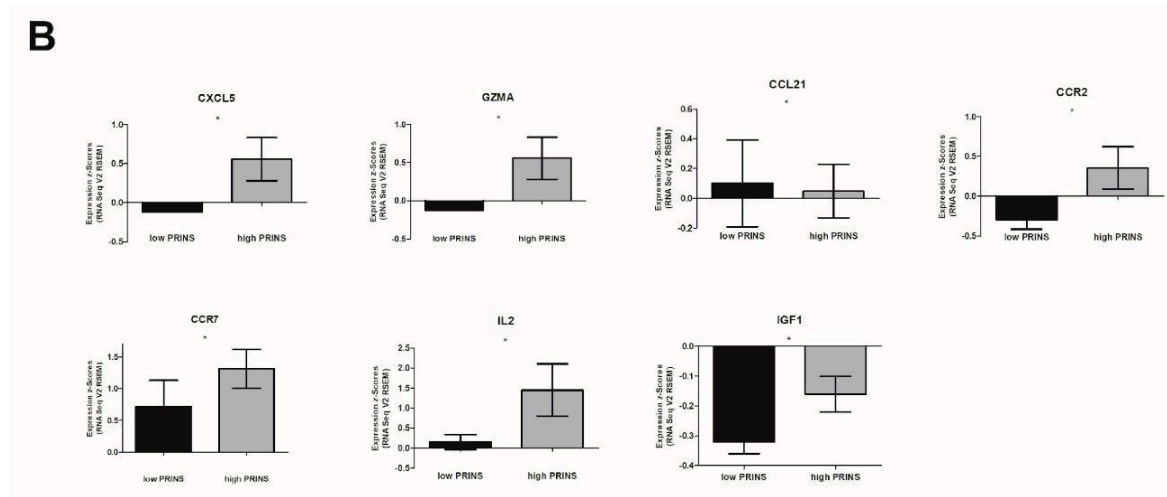 B
CXCL5
*
Expression z-Scores
(RNA Seq V2 RSEM)
1.0
0.5
0.0
-0.5
low PRINS high PRINS
GZMA
*
Expression z-Scores
(RNA Seq V2 RSEM)
1.0
0.5
0.0
-0.5
low PRINS high PRINS
CCL21
*
Expression z-Scores
(RNA Seq V2 RSEM)
0.6
0.4
0.2
0.0
-0.2
low PRINS high PRINS
CCR2
*
Expression z-Scores
(RNA Seq V2 RSEM)
1.0
0.5
0.0
-0.5
low PRINS high PRINS
CCR7
*
Expression z-Scores
(RNA Seq V2 RSEM)
1.5
1.0
0.5
0.0
low PRINS high PRINS
IL2
*
Expression z-Scores
(RNA Seq V2 RSEM)
2.5
2.0
1.5
1.0
0.5
0.0
-0.5
low PRINS high PRINS
IGF1
*
Expression z-Scores
(RNA Seq V2 RSEM)
0.0
-0.1
-0.2
-0.3
-0.4
low PRINS high PRINS